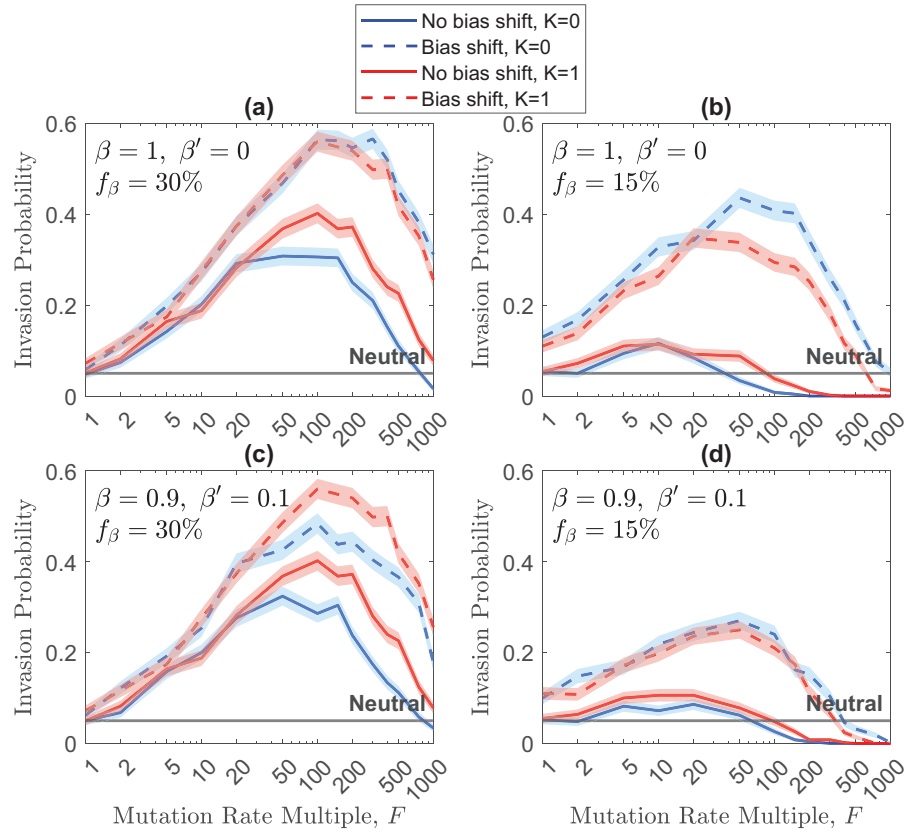 No bias shift, K=0
Bias shift, K=0
No bias shift, K=1
Bias shift, K=1
(a)
(b)
0.6
0.4
0.2
0
Invasion Probability
β = 1, β′ = 0
f_β = 30%
Neutral
1 2 5 10 20 50 100 200 500 1000
0.6
0.4
0.2
0
Invasion Probability
β = 1, β′ = 0
f_β = 15%
Neutral
1 2 5 10 20 50 100 200 500 1000
(c)
(d)
0.6
0.4
0.2
0
Invasion Probability
β = 0.9, β′ = 0.1
f_β = 30%
Neutral
1 2 5 10 20 50 100 200 500 1000
Mutation Rate Multiple, F
0.6
0.4
0.2
0
Invasion Probability
β = 0.9, β′ = 0.1
f_β = 15%
Neutral
1 2 5 10 20 50 100 200 500 1000
Mutation Rate Multiple, F